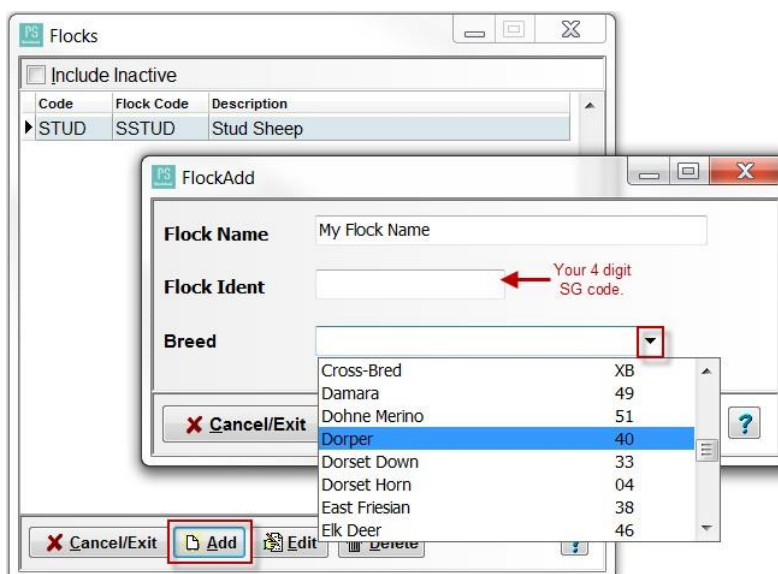 PS Flocks
Include Inactive
Code Flock Code Description
STUD SSTUD Stud Sheep
PS FlockAdd
Flock Name My Flock Name
Flock Ident
Your 4 digit
SG code.
Breed
Cross-Bred XB
Damara 49
Dohne Merino 51
Dorper 40
Dorset Down 33
Dorset Horn 04
East Friesian 38
Elk Deer 46
Cancel/Exit
?
Cancel/Exit Add Edit Delete ?